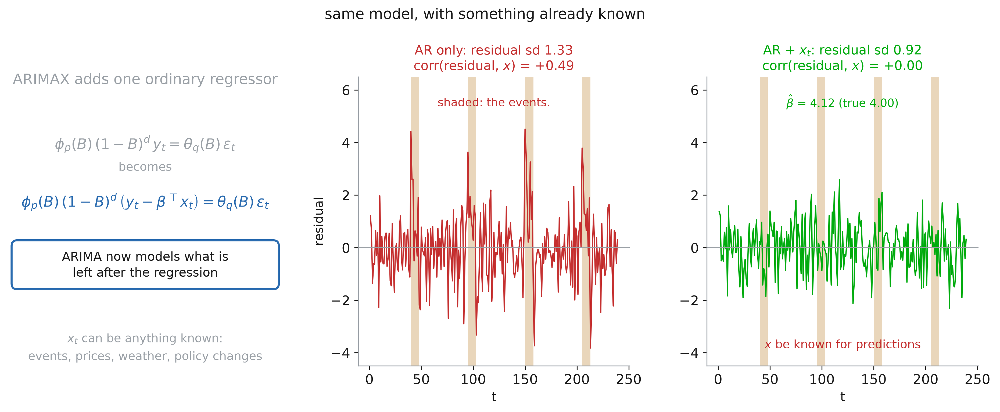 same model, with something already known
ARIMAX adds one ordinary regressor
ϕₚ(B) (1 − B)ᵈ yₜ = θ_q(B) εₜ
becomes
ϕₚ(B) (1 − B)ᵈ (yₜ − β⊤xₜ) = θ_q(B) εₜ
ARIMA now models what is
left after the regression
xₜ can be anything known:
events, prices, weather, policy changes
AR only: residual sd 1.33
corr(residual, x) = +0.49
shaded: the events.
residual
6
4
2
0
−2
−4
0 50 100 150 200 250
t
AR + xₜ: residual sd 0.92
corr(residual, x) = +0.00
β̂ = 4.12 (true 4.00)
x be known for predictions
6
4
2
0
−2
−4
0 50 100 150 200 250
t